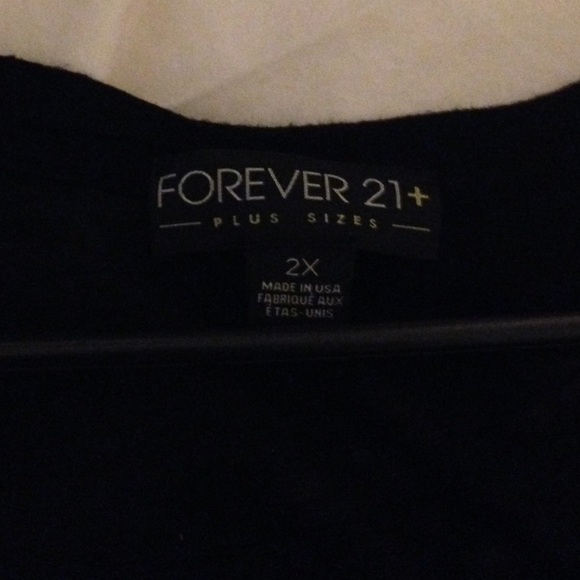 FOREVER 21+
PLUS SIZES
2X
MADE IN USA
FABRIQUÉ AUX
ÉTAS-UNIS